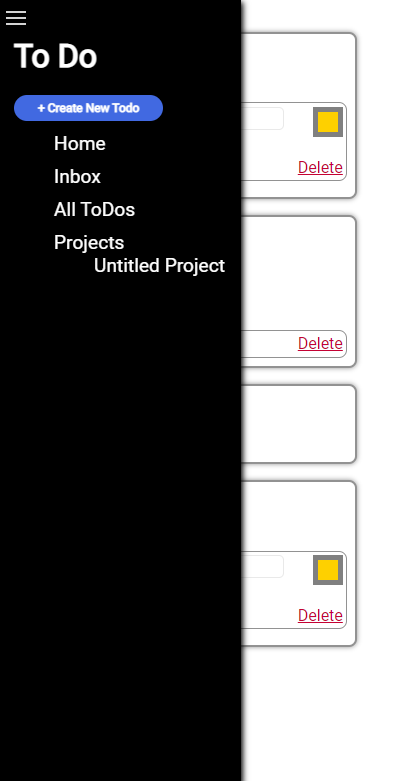 To Do
+ Create New Todo
Home
Inbox
All ToDos
Projects
Untitled Project
Delete
Delete
Delete